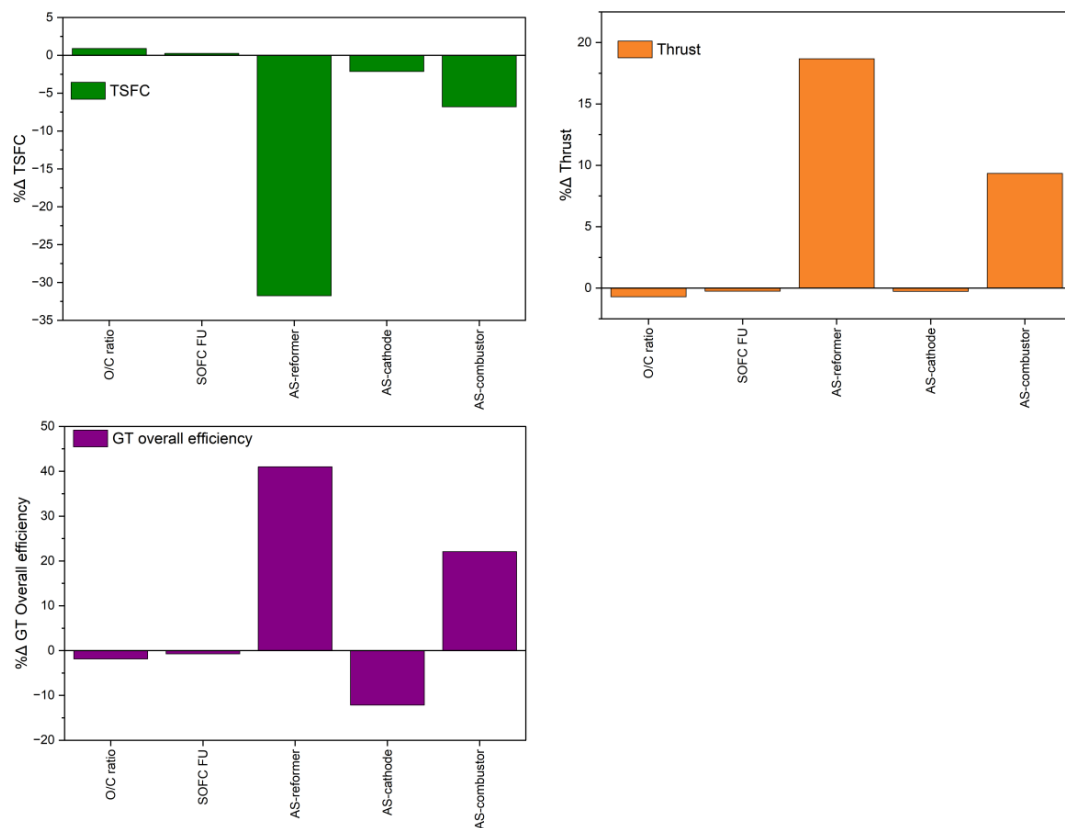 5
0
−5
−10
−15
−20
−25
−30
−35
%Δ TSFC
TSFC
O/C ratio
SOFC FU
AS-reformer
AS-cathode
AS-combustor
20
15
10
5
0
%Δ Thrust
Thrust
O/C ratio
SOFC FU
AS-reformer
AS-cathode
AS-combustor
50
40
30
20
10
0
−10
−20
%Δ GT Overall efficiency
GT overall efficiency
O/C ratio
SOFC FU
AS-reformer
AS-cathode
AS-combustor